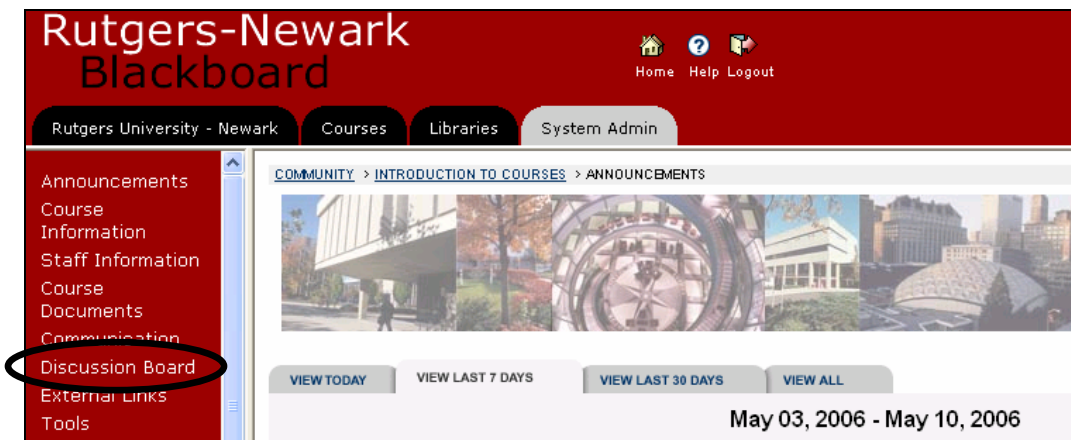 Rutgers-Newark
Blackboard
Home Help Logout
Rutgers University - Newark Courses Libraries System Admin
Announcements
Course
Information
Staff Information
Course
Documents
Communication
Discussion Board
External Links
Tools
COMMUNITY > INTRODUCTION TO COURSES > ANNOUNCEMENTS
VIEW TODAY VIEW LAST 7 DAYS VIEW LAST 30 DAYS VIEW ALL
May 03, 2006 - May 10, 2006